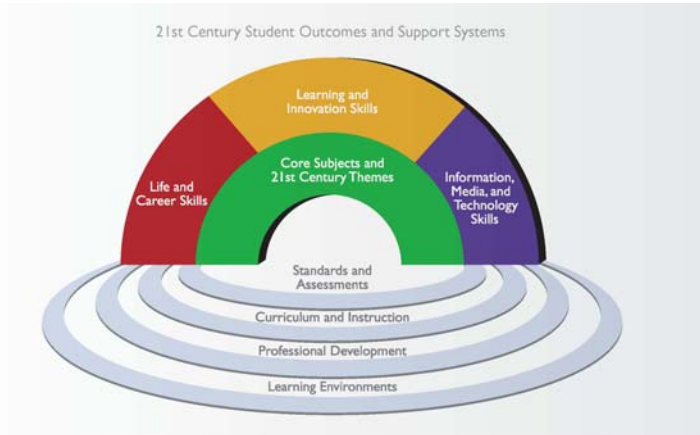 21st Century Student Outcomes and Support Systems
Learning and
Innovation Skills
Core Subjects and
21st Century Themes
Life and
Career Skills
Information,
Media, and
Technology
Skills
Standards and
Assessments
Curriculum and Instruction
Professional Development
Learning Environments